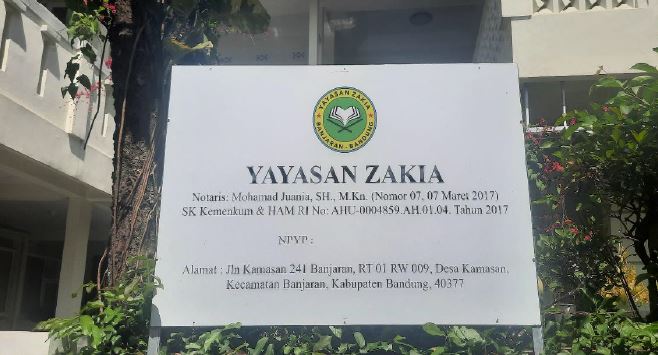 YAYASAN ZAKIA
BANJARAN - BANDUNG
YAYASAN ZAKIA
Notaris: Mohamad Juania, SH., M.Kn. (Nomor 07, 07 Maret 2017)
SK Kemenkum & HAM RI No: AHU-0004859.AH.01.04. Tahun 2017
NPYP :
Alamat : Jln Kamasan 241 Banjaran, RT 01 RW 009, Desa Kamasan,
Kecamatan Banjaran, Kabupaten Bandung, 40377